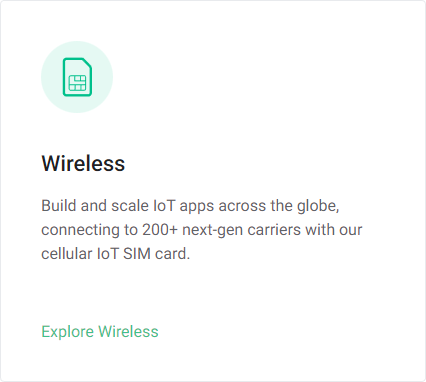 Wireless
Build and scale IoT apps across the globe,
connecting to 200+ next-gen carriers with our
cellular IoT SIM card.
Explore Wireless